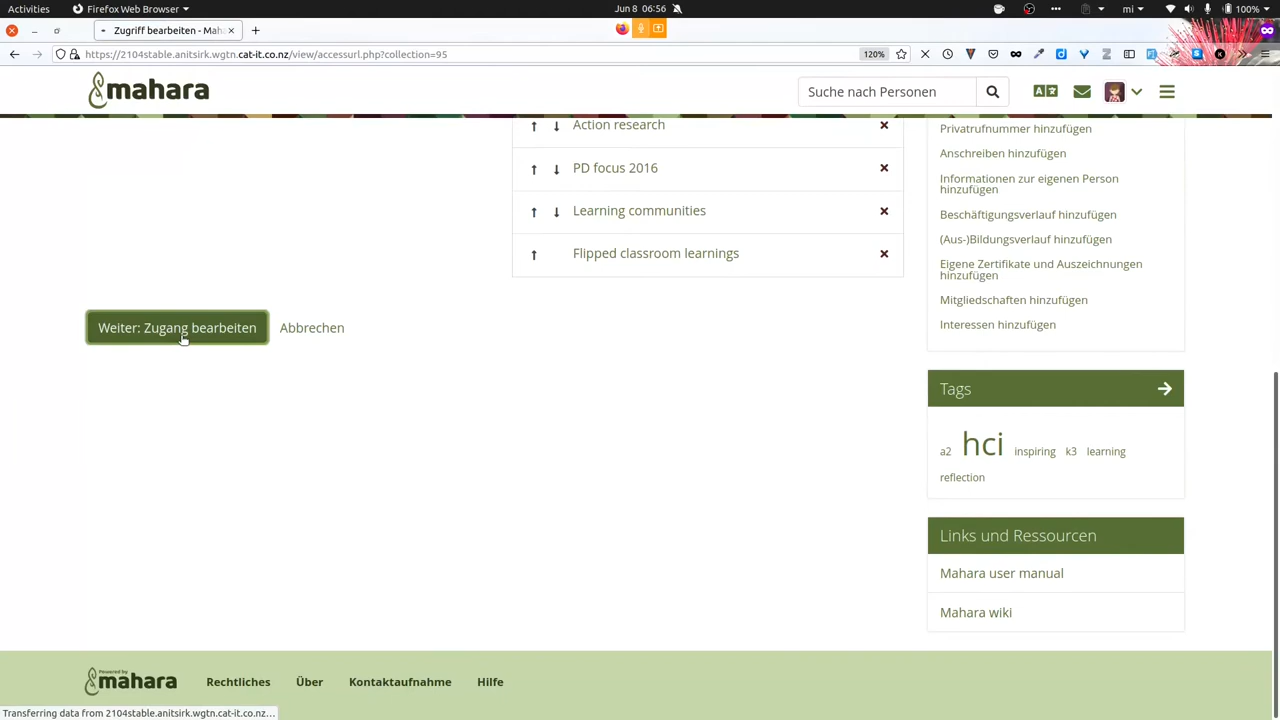 Activities
Firefox Web Browser
Jun 8 06:56
mi
100%
Zugriff bearbeiten - Mah
https://2104stable.anitsirk.wgtn.cat-it.co.nz/view/accessurl.php?collection=95
120%
mahara
Suche nach Personen
Action research
PD focus 2016
Learning communities
Flipped classroom learnings
Weiter: Zugang bearbeiten
Abbrechen
Privatrufnummer hinzufügen
Anschreiben hinzufügen
Informationen zur eigenen Person
hinzufügen
Beschäftigungsverlauf hinzufügen
(Aus-)Bildungsverlauf hinzufügen
Eigene Zertifikate und Auszeichnungen
hinzufügen
Mitgliedschaften hinzufügen
Interessen hinzufügen
Tags
a2 hci inspiring k3 learning
reflection
Links und Ressourcen
Mahara user manual
Mahara wiki
Powered by
mahara
Rechtliches
Über
Kontaktaufnahme
Hilfe
Transferring data from 2104stable.anitsirk.wgtn.cat-it.co.nz…